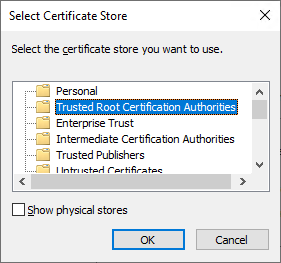 Select Certificate Store
Select the certificate store you want to use.
Personal
Trusted Root Certification Authorities
Enterprise Trust
Intermediate Certification Authorities
Trusted Publishers
Untrusted Certificates
Show physical stores
OK
Cancel